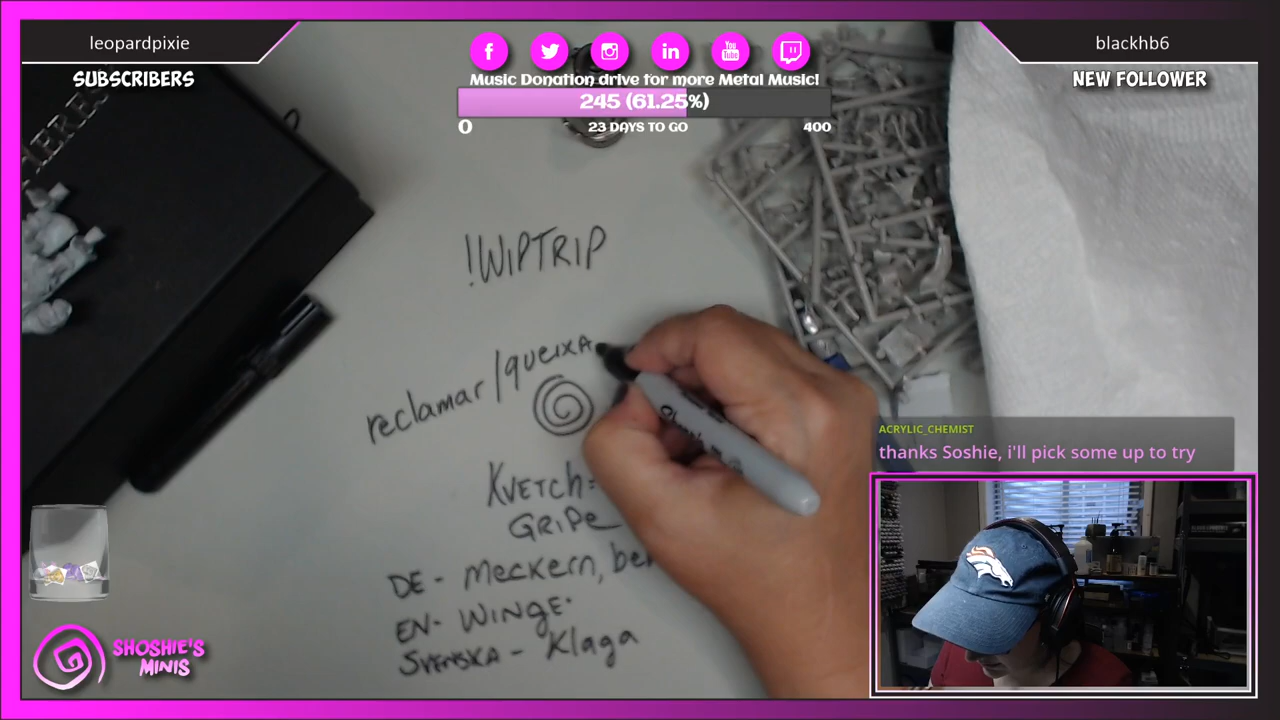 leopardpixie
SUBSCRIBERS
Music Donation drive for more Metal Music!
245 (61.25%)
0
23 DAYS TO GO
400
blackhb6
NEW FOLLOWER
!WIPTRIP
reclamar/queixa
KVETCH=
GRIPE
DE - Meckern,
EN- WINGE
SVENSKA - Klaga
ACRYLIC_CHEMIST
thanks Soshie, i'll pick some up to try
SHOSHIE'S
MINIS